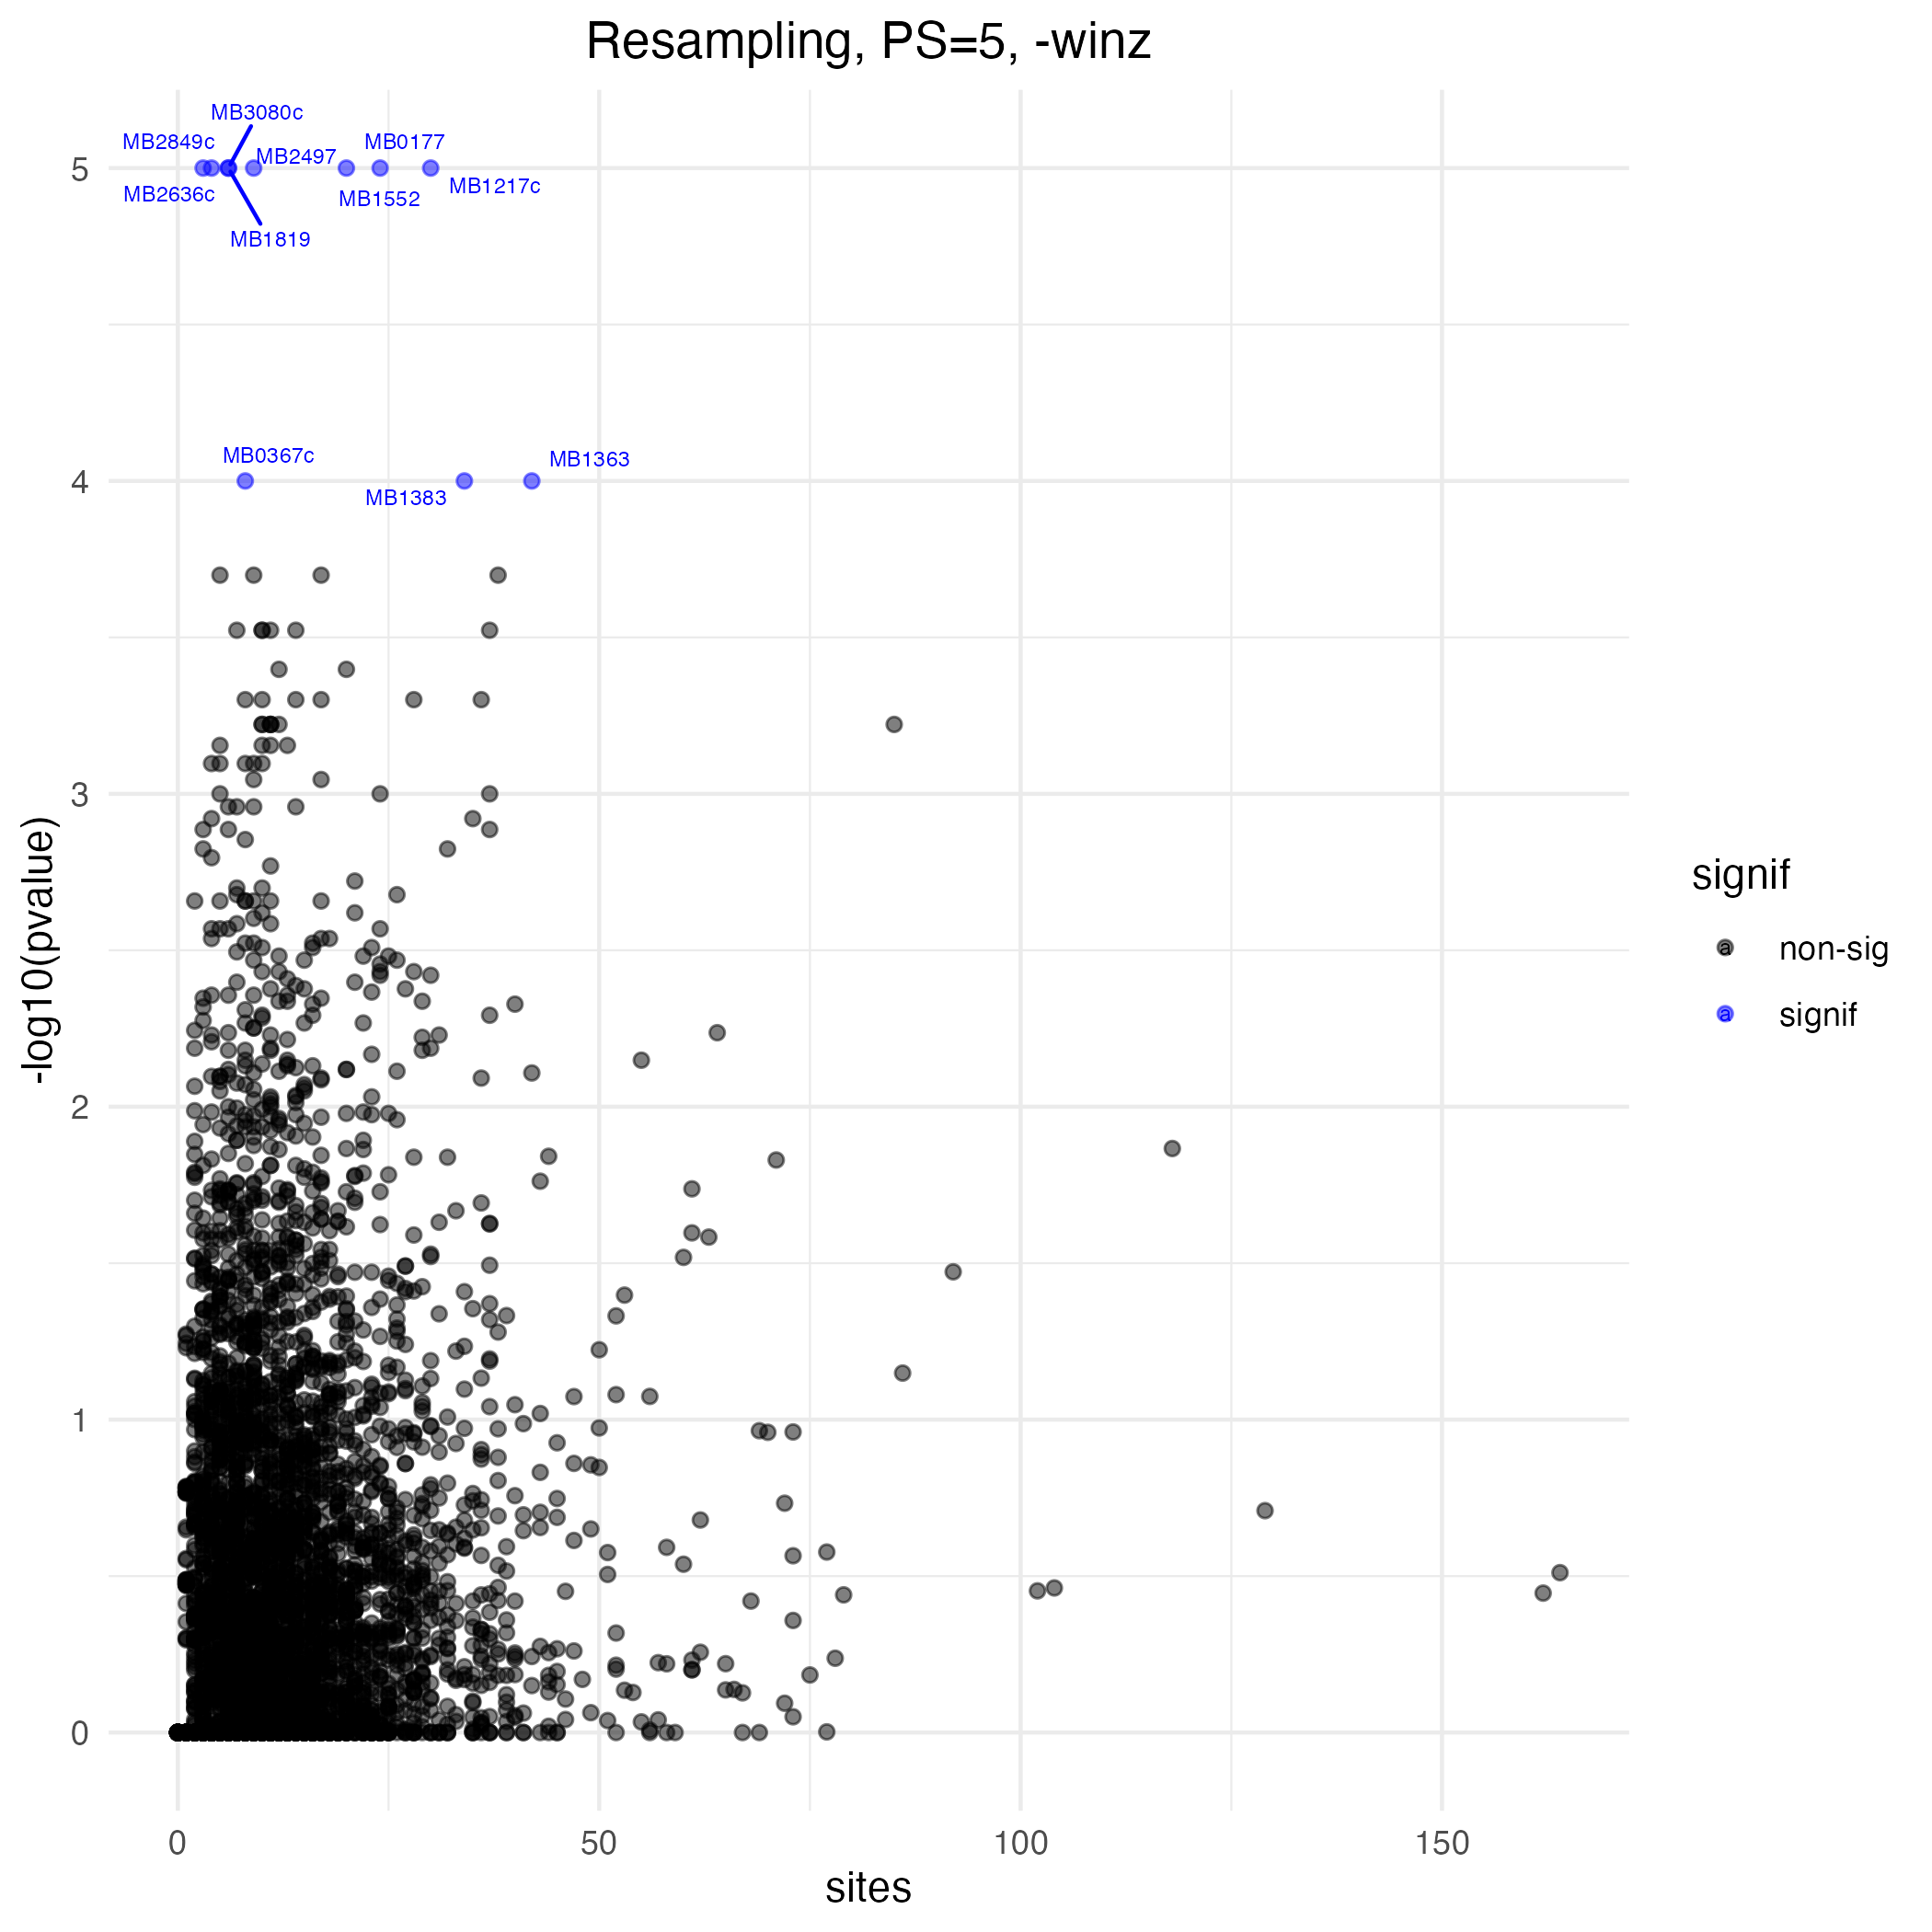 Resampling, PS=5, -winz
MB3080c
MB2849c
MB0177
MB2497
MB1217c
MB2636c
MB1552
MB1819
MB0367c
MB1363
MB1383
5
4
3
2
1
0
-log10(pvalue)
0
50
100
150
sites
signif
a non-sig
a signif